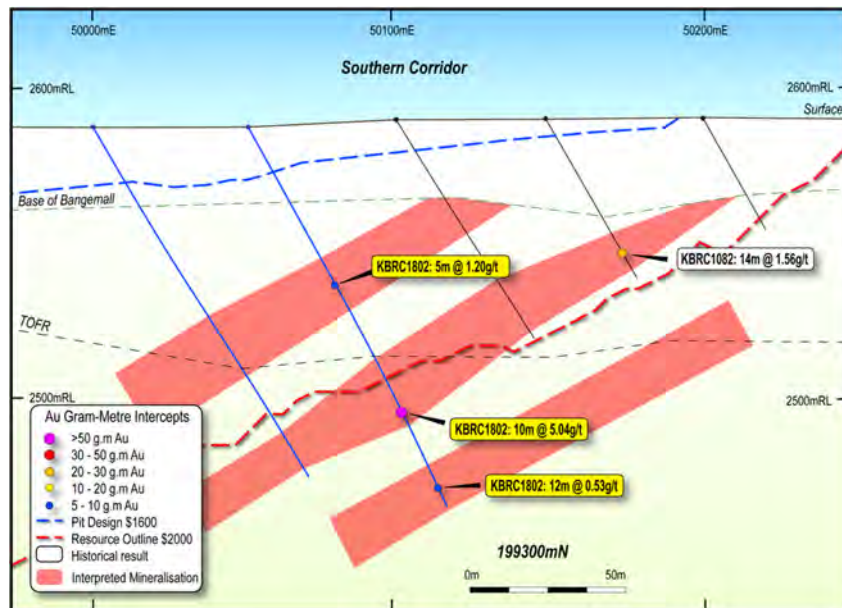 50000mE
50100mE
50200mE
Southern Corridor
2600mRL
2600mRL
Surface
Base of Bangemall
KBRC1802: 5m @ 1.20g/t
KBRC1082: 14m @ 1.56g/t
TOFR
2500mRL
2500mRL
Au Gram-Metre Intercepts
>50 g.m Au
30 - 50 g.m Au
20 - 30 g.m Au
10 - 20 g.m Au
5 - 10 g.m Au
Pit Design $1600
Resource Outline $2000
Historical result
Interpreted Mineralisation
KBRC1802: 10m @ 5.04g/t
KBRC1802: 12m @ 0.53g/t
199300mN
0m
50m